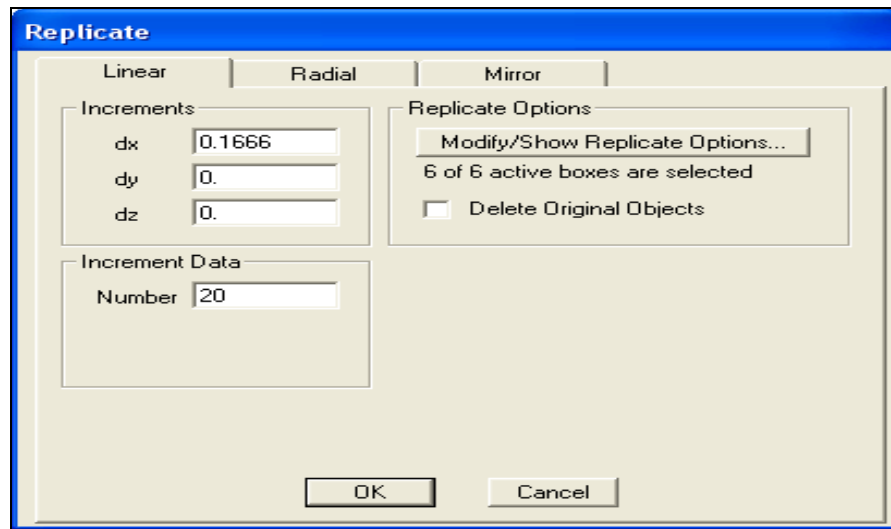 Replicate
Linear Radial Mirror
Increments
dx 0.1666
dy 0.
dz 0.
Replicate Options
Modify/Show Replicate Options...
6 of 6 active boxes are selected
Delete Original Objects
Increment Data
Number 20
OK Cancel